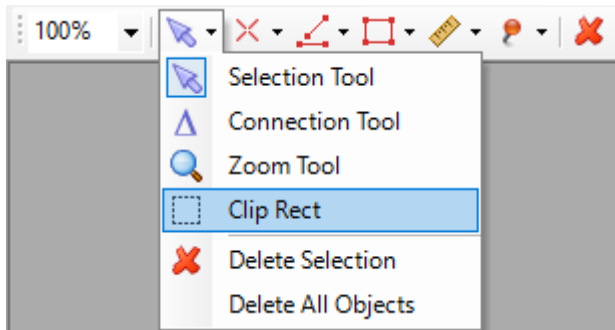 100%
Selection Tool
Connection Tool
Zoom Tool
Clip Rect
Delete Selection
Delete All Objects